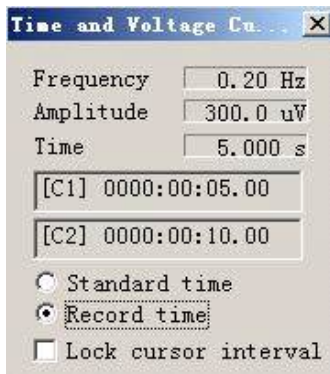 Time and Voltage Cu...
Frequency 0.20 Hz
Amplitude 300.0 uV
Time 5.000 s
[C1] 0000:00:05.00
[C2] 0000:00:10.00
Standard time
Record time
Lock cursor interval